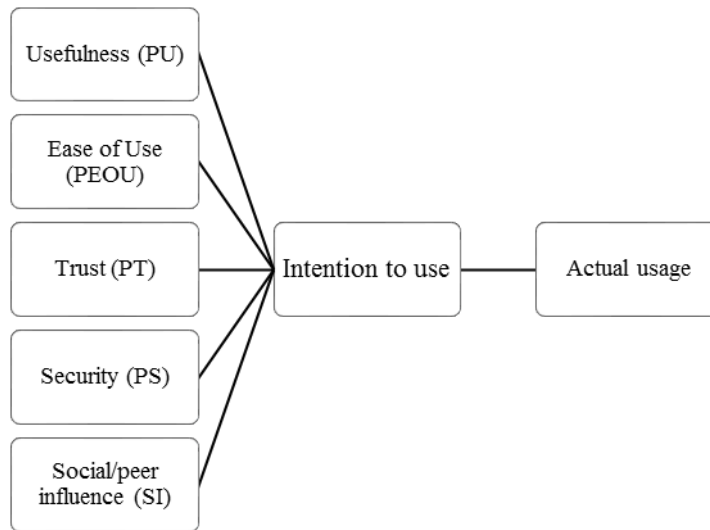 Usefulness (PU)
Ease of Use
(PEOU)
Trust (PT)
Security (PS)
Social/peer
influence (SI)
Intention to use
Actual usage